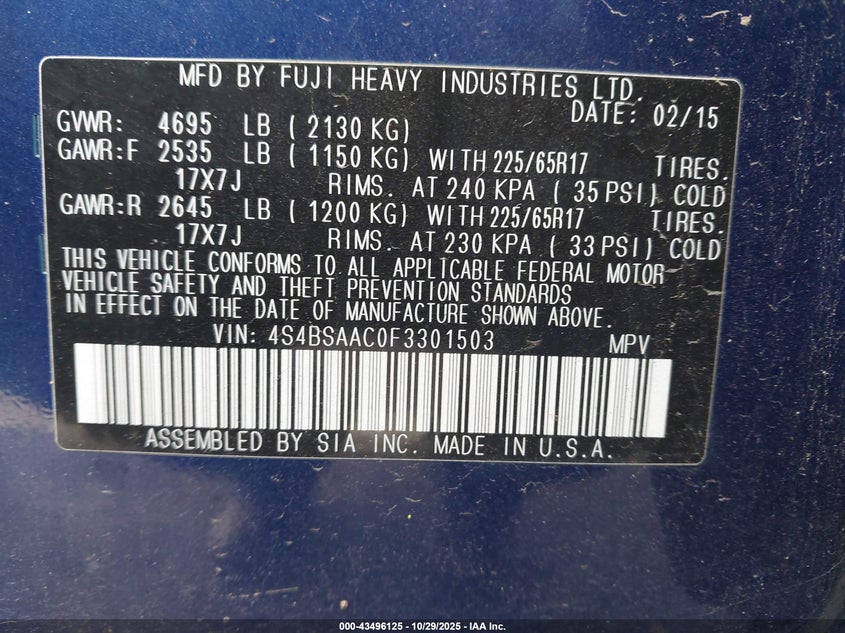 MFD BY FUJI HEAVY INDUSTRIES LTD.
DATE: 02/15
GVWR: 4695 LB ( 2130 KG)
GAWR:F 2535 LB ( 1150 KG) WITH 225/65R17 TIRES.
17X7J RIMS. AT 240 KPA ( 35 PSI) COLD
GAWR:R 2645 LB ( 1200 KG) WITH 225/65R17 TIRES.
17X7J RIMS. AT 230 KPA ( 33 PSI) COLD
THIS VEHICLE CONFORMS TO ALL APPLICABLE FEDERAL MOTOR
VEHICLE SAFETY AND THEFT PREVENTION STANDARDS
IN EFFECT ON THE DATE OF MANUFACTURE SHOWN ABOVE.
VIN: 4S4BSAAC0F3301503 MPV
ASSEMBLED BY SIA INC. MADE IN U.S.A.
000-43496125 - 10/29/2025 - IAA Inc.